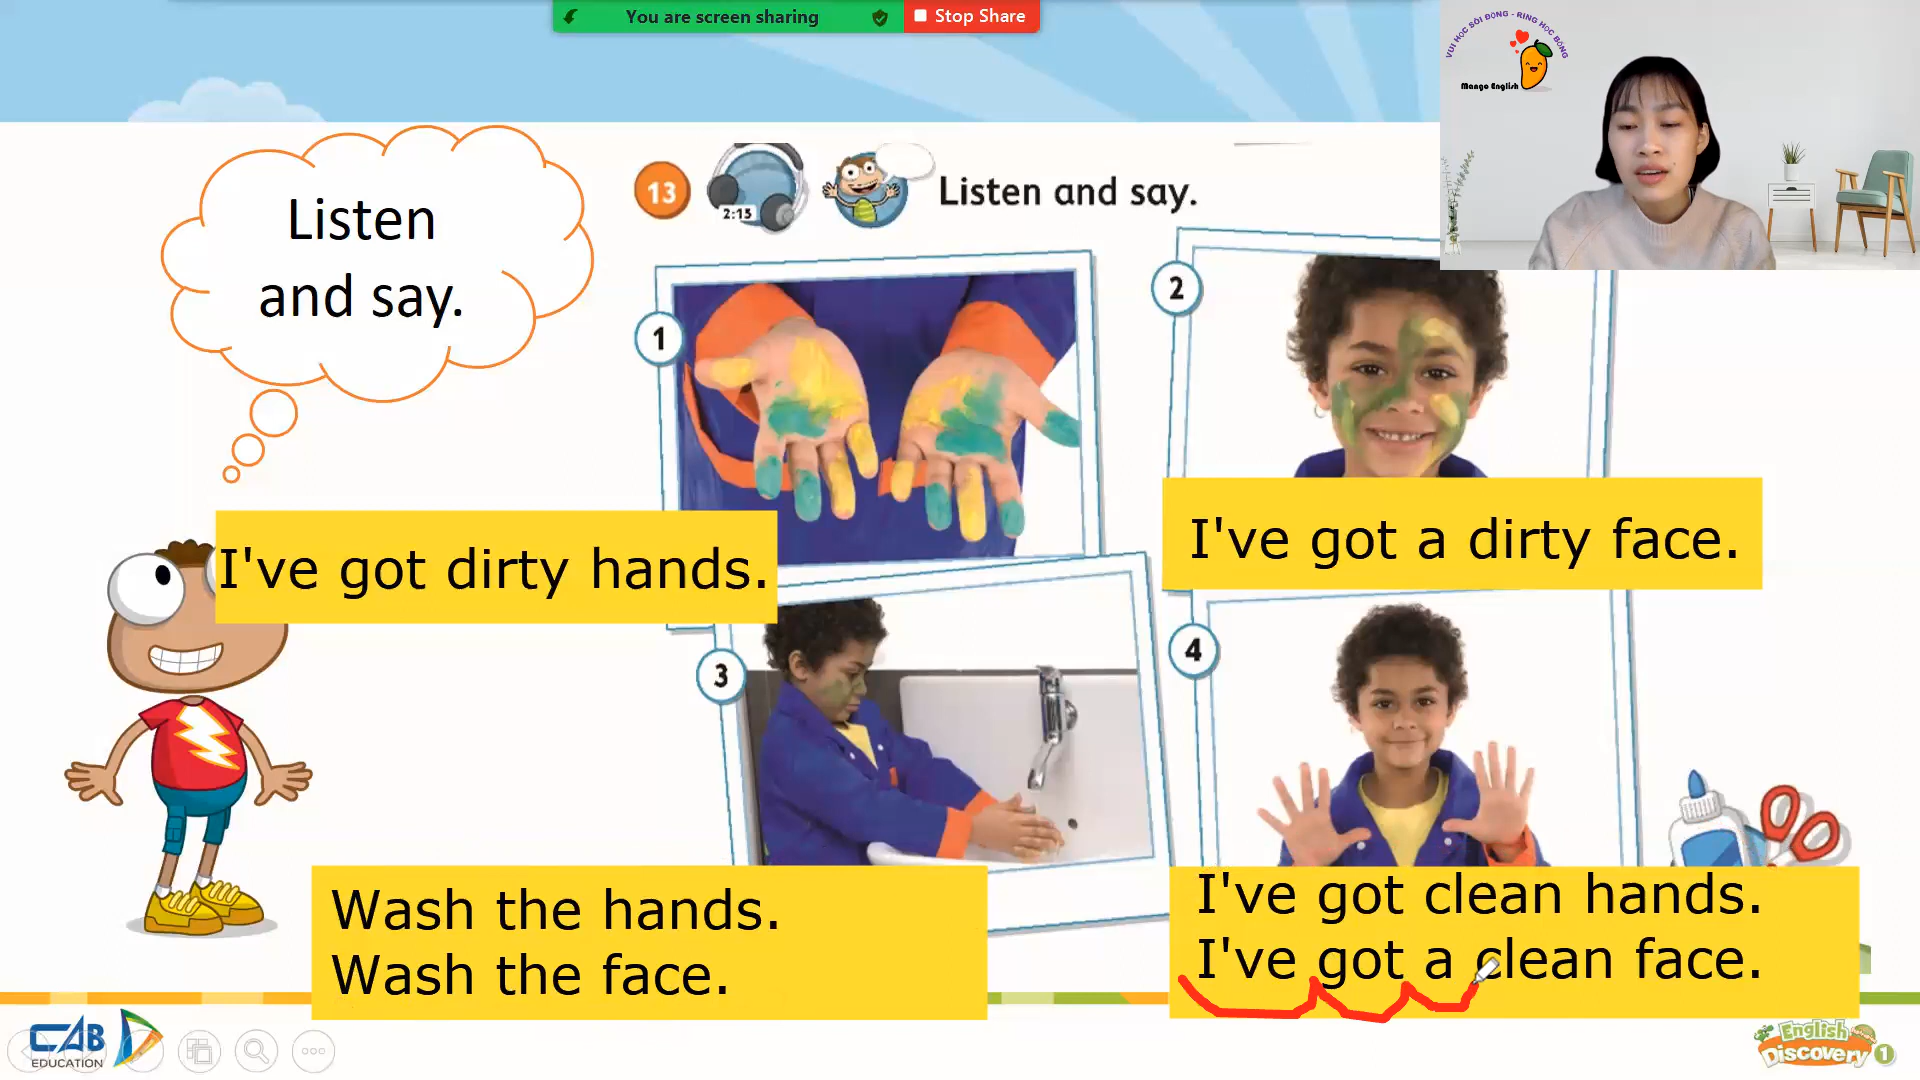 You are screen sharing
Stop Share
VUI HỌC SÔI ĐỘNG - RING HỌC BỔNG
Mango English
Listen
and say.
13
2:15
Listen and say.
1
2
I've got dirty hands.
I've got a dirty face.
3
4
Wash the hands.
Wash the face.
I've got clean hands.
I've got a clean face.
CAB
EDUCATION
English
Discovery 1